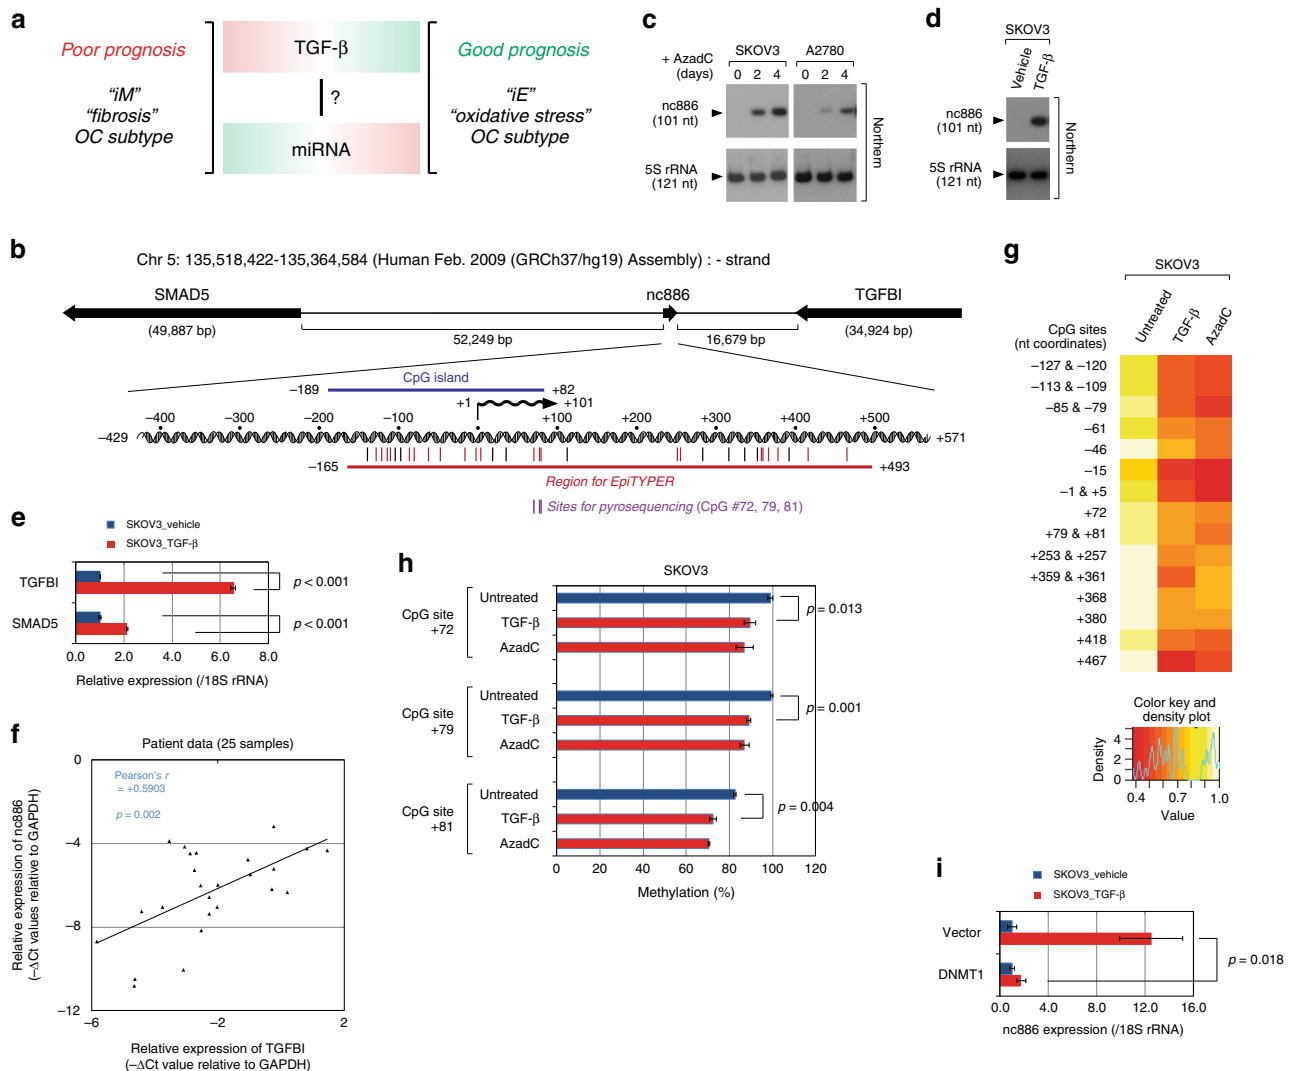 a
Poor prognosis
“iM”
“fibrosis”
OC subtype
TGF-β
?
miRNA
Good prognosis
“iE”
“oxidative stress”
OC subtype
c
SKOV3 A2780
+ AzadC
(days)
0 2 4 0 2 4
nc886
(101 nt)
5S rRNA
(121 nt)
Northern
d
SKOV3
Vehicle
TGF-β
nc886
(101 nt)
5S rRNA
(121 nt)
Northern
b
Chr 5: 135,518,422-135,364,584 (Human Feb. 2009 (GRCh37/hg19) Assembly) : - strand
SMAD5 nc886 TGFBI
(49,887 bp) 52,249 bp 16,679 bp (34,924 bp)
CpG island
−189 +82
+1 +101
−400 −300 −200 −100 +100 +200 +300 +400 +500
−429 +571
−165 +493
Region for EpiTYPER
Sites for pyrosequencing (CpG #72, 79, 81)
e
SKOV3_vehicle
SKOV3_TGF-β
TGFBI
p < 0.001
SMAD5
p < 0.001
0.0 2.0 4.0 6.0 8.0
Relative expression (/18S rRNA)
f
Patient data (25 samples)
Pearson's r
= +0.5903
p = 0.002
0
−4
−8
−12
−6 −2 2
Relative expression of nc886
(−ΔCt values relative to GAPDH)
Relative expression of TGFBI
(−ΔCt value relative to GAPDH)
g
SKOV3
Untreated
TGF-β
AzadC
CpG sites
(nt coordinates)
−127 & −120
−113 & −109
−85 & −79
−61
−46
−15
−1 & +5
+72
+79 & +81
+253 & +257
+359 & +361
+368
+380
+418
+467
Color key and
density plot
Density
4
2
0
0.4 0.7 1.0
Value
h
SKOV3
CpG site
+72
Untreated
TGF-β
AzadC
p = 0.013
CpG site
+79
Untreated
TGF-β
AzadC
p = 0.001
CpG site
+81
Untreated
TGF-β
AzadC
p = 0.004
0 20 40 60 80 100 120
Methylation (%)
i
SKOV3_vehicle
SKOV3_TGF-β
Vector
DNMT1
p = 0.018
0.0 4.0 8.0 12.0 16.0
nc886 expression (/18S rRNA)